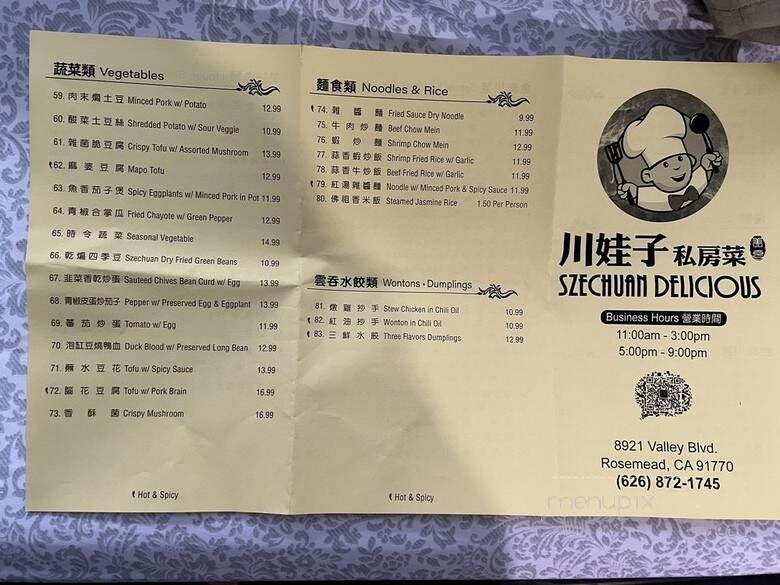 蔬菜類 Vegetables
59. 肉末焗土豆 Minced Pork w/ Potato 12.99
60. 酸菜土豆絲 Shredded Potato w/ Sour Veggie 10.99
61. 雜菌脆豆腐 Crispy Tofu w/ Assorted Mushroom 13.99
62. 麻婆豆腐 Mapo Tofu 12.99
63. 魚香茄子煲 Spicy Eggplants w/ Minced Pork in Pot 11.99
64. 青椒合掌瓜 Fried Chayote w/ Green Pepper 12.99
65. 時令蔬菜 Seasonal Vegetable 14.99
66. 乾煸四季豆 Szechuan Dry Fried Green Beans 10.99
67. 韭菜香乾炒蛋 Sauteed Chives Bean Curd w/ Egg 13.99
68. 青椒皮蛋炒茄子 Pepper w/ Preserved Egg & Eggplant 13.99
69. 蕃茄炒蛋 Tomato w/ Egg 11.99
70. 泡缸豆燒鴨血 Duck Blood w/ Preserved Long Bean 12.99
71. 蘸水豆花 Tofu w/ Spicy Sauce 13.99
72. 腦花豆腐 Tofu w/ Pork Brain 16.99
73. 香酥菌 Crispy Mushroom 16.99
Hot & Spicy
麵食類 Noodles & Rice
74. 雜醬麵 Fried Sauce Dry Noodle 9.99
75. 牛肉炒麵 Beef Chow Mein 11.99
76. 蝦炒麵 Shrimp Chow Mein 11.99
77. 蒜香蝦炒飯 Shrimp Fried Rice w/ Garlic 11.99
78. 蒜香牛炒飯 Beef Fried Rice w/ Garlic 11.99
79. 紅湯雜醬麵 Noodle w/ Minced Pork & Spicy Sauce 11.99
80. 佛祖香米飯 Steamed Jasmine Rice 1.50 Per Person
雲吞水餃類 Wontons · Dumplings
81. 燉雞抄手 Stew Chicken in Chili Oil 10.99
82. 紅油抄手 Wonton in Chili Oil 10.99
83. 三鮮水餃 Three Flavors Dumplings 12.99
Hot & Spicy
川娃子 私房菜
SZECHUAN DELICIOUS
Business Hours 營業時間
11:00am - 3:00pm
5:00pm - 9:00pm
8921 Valley Blvd.
Rosemead, CA 91770
(626) 872-1745
menupix